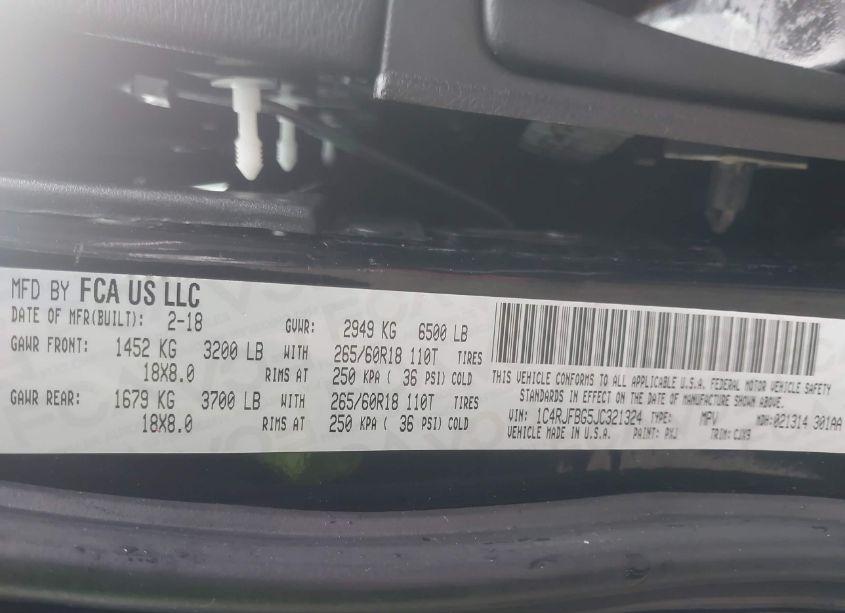 MFD BY FCA US LLC
DATE OF MFR(BUILT): 2-18 GVWR: 2949 KG 6500 LB
GAWR FRONT: 1452 KG 3200 LB WITH 265/60R18 110T TIRES
18X8.0 RIMS AT 250 KPA ( 36 PSI) COLD
GAWR REAR: 1679 KG 3700 LB WITH 265/60R18 110T TIRES
18X8.0 RIMS AT 250 KPA ( 36 PSI) COLD
THIS VEHICLE CONFORMS TO ALL APPLICABLE U.S.A. FEDERAL MOTOR VEHICLE SAFETY
STANDARDS IN EFFECT ON THE DATE OF MANUFACTURE SHOWN ABOVE.
VIN: 1C4RJFBG5JC321324 TYPE: MPV MDH: 021314 301AA
VEHICLE MADE IN U.S.A. PAINT: PXJ TRIM: CJX9